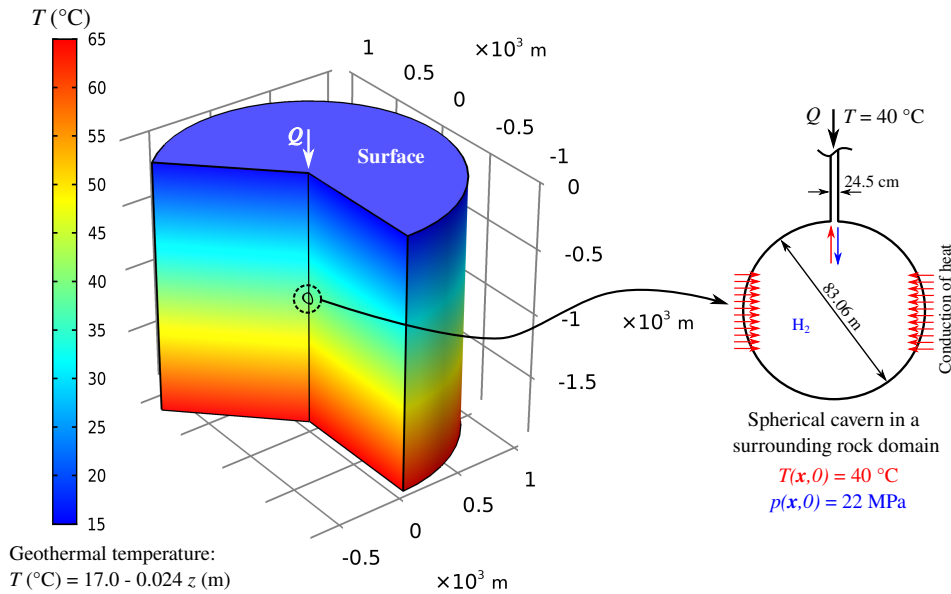 T (°C)
65
60
55
50
45
40
35
30
25
20
15
Geothermal temperature:
T (°C) = 17.0 - 0.024 z (m)
Q
Surface
1
0.5
0
-0.5
-1
×10³ m
0
-0.5
-1
-1.5
×10³ m
1
0.5
0
-0.5
×10³ m
Q T = 40 °C
24.5 cm
83.06 m
H₂
Conduction of heat
Spherical cavern in a
surrounding rock domain
T(x,0) = 40 °C
p(x,0) = 22 MPa